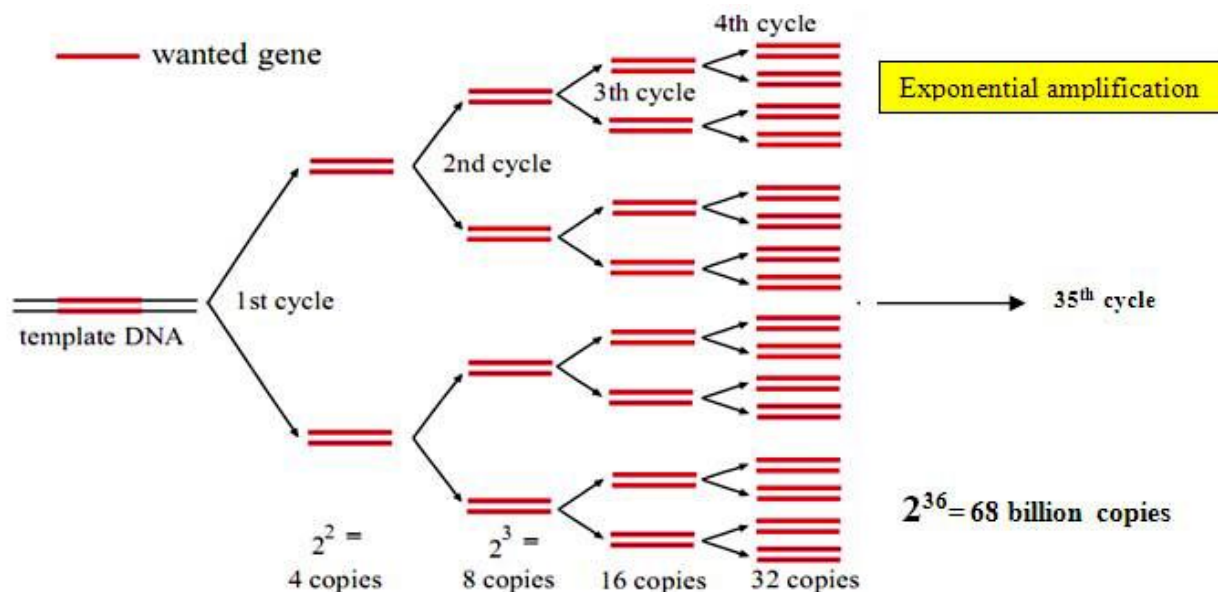 4th cycle
wanted gene
Exponential amplification
3th cycle
2nd cycle
1st cycle
35th cycle
template DNA
2^36= 68 billion copies
2^2 =
4 copies
2^3 =
8 copies
16 copies
32 copies